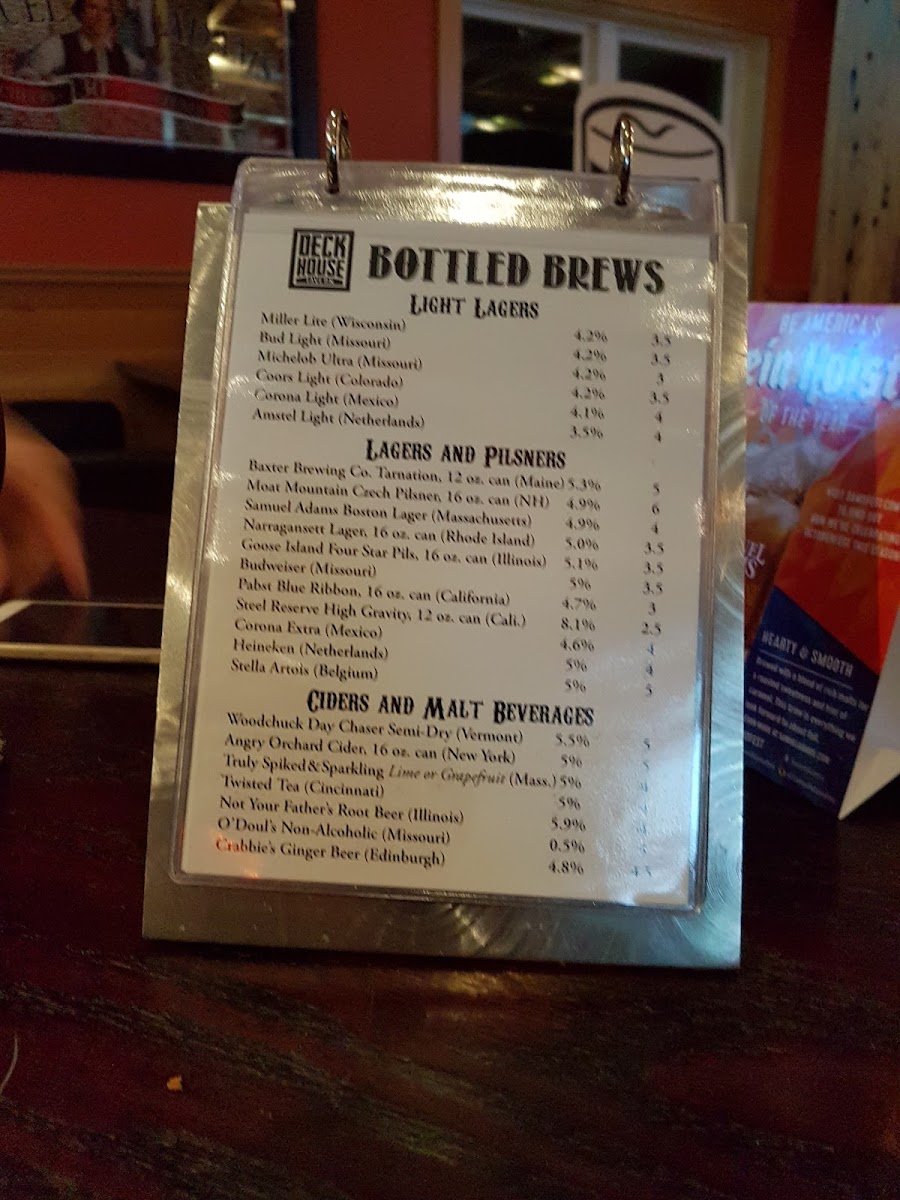 DECK
HOUSE
BOTTLED BREWS
LIGHT LAGERS
Miller Lite (Wisconsin) 4.2% 3.5
Bud Light (Missouri) 4.2% 3.5
Michelob Ultra (Missouri) 4.2% 3
Coors Light (Colorado) 4.2% 3.5
Corona Light (Mexico) 4.1% 4
Amstel Light (Netherlands) 3.5% 4
LAGERS AND PILSNERS
Baxter Brewing Co. Tarnation, 12 oz. can (Maine) 5.3% 5
Moat Mountain Czech Pilsner, 16 oz. can (NH) 4.9% 6
Samuel Adams Boston Lager (Massachusetts) 4.9% 4
Narragansett Lager, 16 oz. can (Rhode Island) 5.0% 3.5
Goose Island Four Star Pils, 16 oz. can (Illinois) 5.1% 3.5
Budweiser (Missouri) 5% 3.5
Pabst Blue Ribbon, 16 oz. can (California) 4.7% 3
Steel Reserve High Gravity, 12 oz. can (Cali.) 8.1% 2.5
Corona Extra (Mexico) 4.6% 4
Heineken (Netherlands) 5% 4
Stella Artois (Belgium) 5% 5
CIDERS AND MALT BEVERAGES
Woodchuck Day Chaser Semi-Dry (Vermont) 5.5% 5
Angry Orchard Cider, 16 oz. can (New York) 5% 5
Truly Spiked & Sparkling Lime or Grapefruit (Mass.) 5% 4
Twisted Tea (Cincinnati) 5%
Not Your Father's Root Beer (Illinois) 5.9%
O'Doul's Non-Alcoholic (Missouri) 0.5%
Crabbie's Ginger Beer (Edinburgh) 4.8%
BE AMERICA'S
ein Hoist
OF THE YEAR
HEARTY & SMOOTH